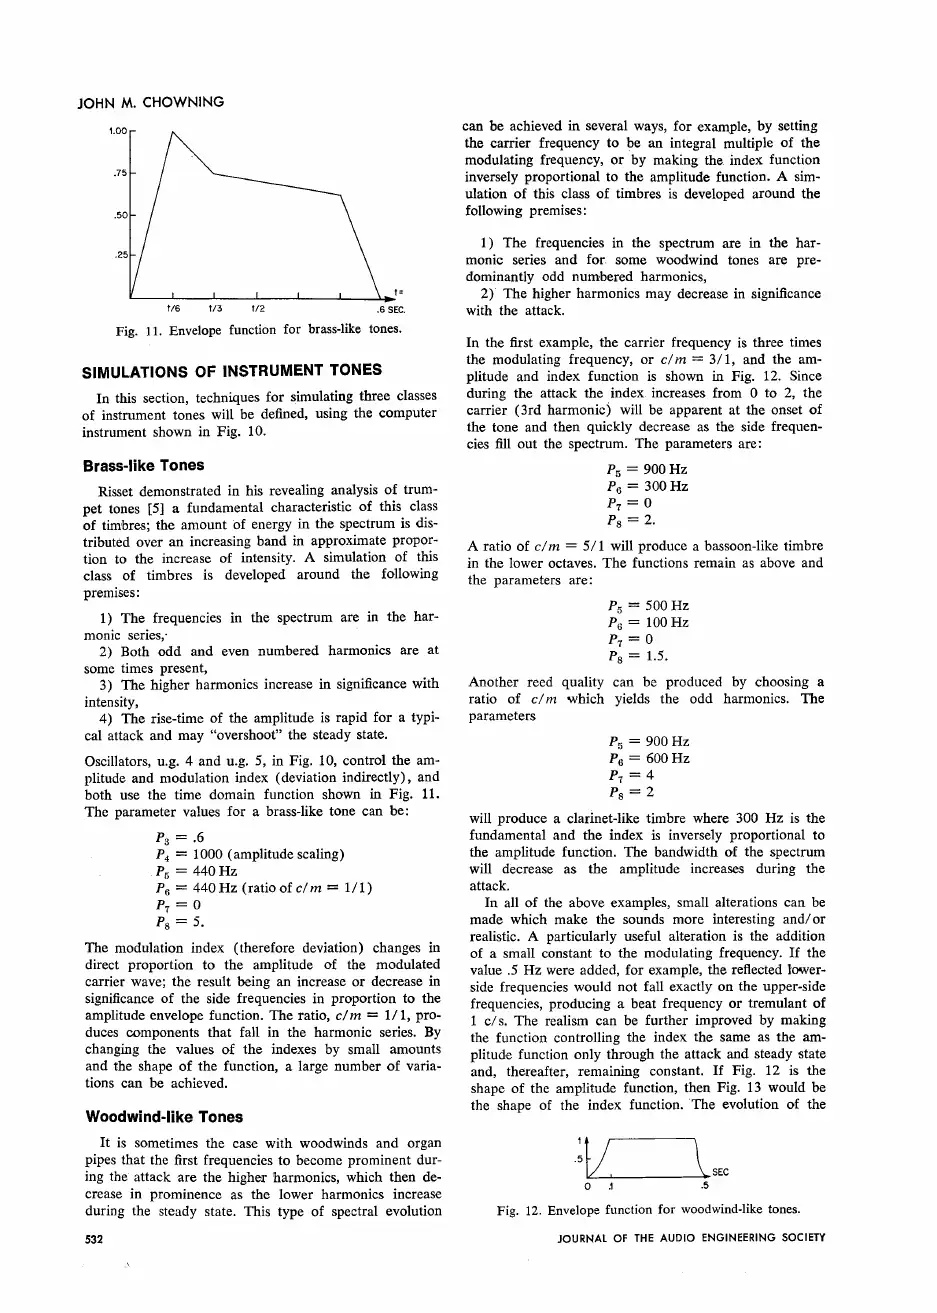 JOHN M. CHOWNING
1.00
.75
.50
.25
t=
t/6 t/3 t/2 .6 SEC.
Fig. 11. Envelope function for brass-like tones.
SIMULATIONS OF INSTRUMENT TONES
In this section, techniques for simulating three classes
of instrument tones will be defined, using the computer
instrument shown in Fig. 10.
Brass-like Tones
Risset demonstrated in his revealing analysis of trum-
pet tones [5] a fundamental characteristic of this class
of timbres; the amount of energy in the spectrum is dis-
tributed over an increasing band in approximate propor-
tion to the increase of intensity. A simulation of this
class of timbres is developed around the following
premises:
1) The frequencies in the spectrum are in the har-
monic series,
2) Both odd and even numbered harmonics are at
some times present,
3) The higher harmonics increase in significance with
intensity,
4) The rise-time of the amplitude is rapid for a typi-
cal attack and may "overshoot" the steady state.
Oscillators, u.g. 4 and u.g. 5, in Fig. 10, control the am-
plitude and modulation index (deviation indirectly), and
both use the time domain function shown in Fig. 11.
The parameter values for a brass-like tone can be:
P₃ = .6
P₄ = 1000 (amplitude scaling)
P₅ = 440 Hz
P₆ = 440 Hz (ratio of c/m = 1/1)
P₇ = 0
P₈ = 5.
The modulation index (therefore deviation) changes in
direct proportion to the amplitude of the modulated
carrier wave; the result being an increase or decrease in
significance of the side frequencies in proportion to the
amplitude envelope function. The ratio, c/m = 1/1, pro-
duces components that fall in the harmonic series. By
changing the values of the indexes by small amounts
and the shape of the function, a large number of varia-
tions can be achieved.
Woodwind-like Tones
It is sometimes the case with woodwinds and organ
pipes that the first frequencies to become prominent dur-
ing the attack are the higher harmonics, which then de-
crease in prominence as the lower harmonics increase
during the steady state. This type of spectral evolution
can be achieved in several ways, for example, by setting
the carrier frequency to be an integral multiple of the
modulating frequency, or by making the index function
inversely proportional to the amplitude function. A sim-
ulation of this class of timbres is developed around the
following premises:
1) The frequencies in the spectrum are in the har-
monic series and for some woodwind tones are pre-
dominantly odd numbered harmonics,
2) The higher harmonics may decrease in significance
with the attack.
In the first example, the carrier frequency is three times
the modulating frequency, or c/m = 3/1, and the am-
plitude and index function is shown in Fig. 12. Since
during the attack the index increases from 0 to 2, the
carrier (3rd harmonic) will be apparent at the onset of
the tone and then quickly decrease as the side frequen-
cies fill out the spectrum. The parameters are:
P₅ = 900 Hz
P₆ = 300 Hz
P₇ = 0
P₈ = 2.
A ratio of c/m = 5/1 will produce a bassoon-like timbre
in the lower octaves. The functions remain as above and
the parameters are:
P₅ = 500 Hz
P₆ = 100 Hz
P₇ = 0
P₈ = 1.5.
Another reed quality can be produced by choosing a
ratio of c/m which yields the odd harmonics. The
parameters
P₅ = 900 Hz
P₆ = 600 Hz
P₇ = 4
P₈ = 2
will produce a clarinet-like timbre where 300 Hz is the
fundamental and the index is inversely proportional to
the amplitude function. The bandwidth of the spectrum
will decrease as the amplitude increases during the
attack.
In all of the above examples, small alterations can be
made which make the sounds more interesting and/or
realistic. A particularly useful alteration is the addition
of a small constant to the modulating frequency. If the
value .5 Hz were added, for example, the reflected lower-
side frequencies would not fall exactly on the upper-side
frequencies, producing a beat frequency or tremulant of
1 c/s. The realism can be further improved by making
the function controlling the index the same as the am-
plitude function only through the attack and steady state
and, thereafter, remaining constant. If Fig. 12 is the
shape of the amplitude function, then Fig. 13 would be
the shape of the index function. The evolution of the
1
.5
SEC
0 .1 .5
Fig. 12. Envelope function for woodwind-like tones.
532
JOURNAL OF THE AUDIO ENGINEERING SOCIETY